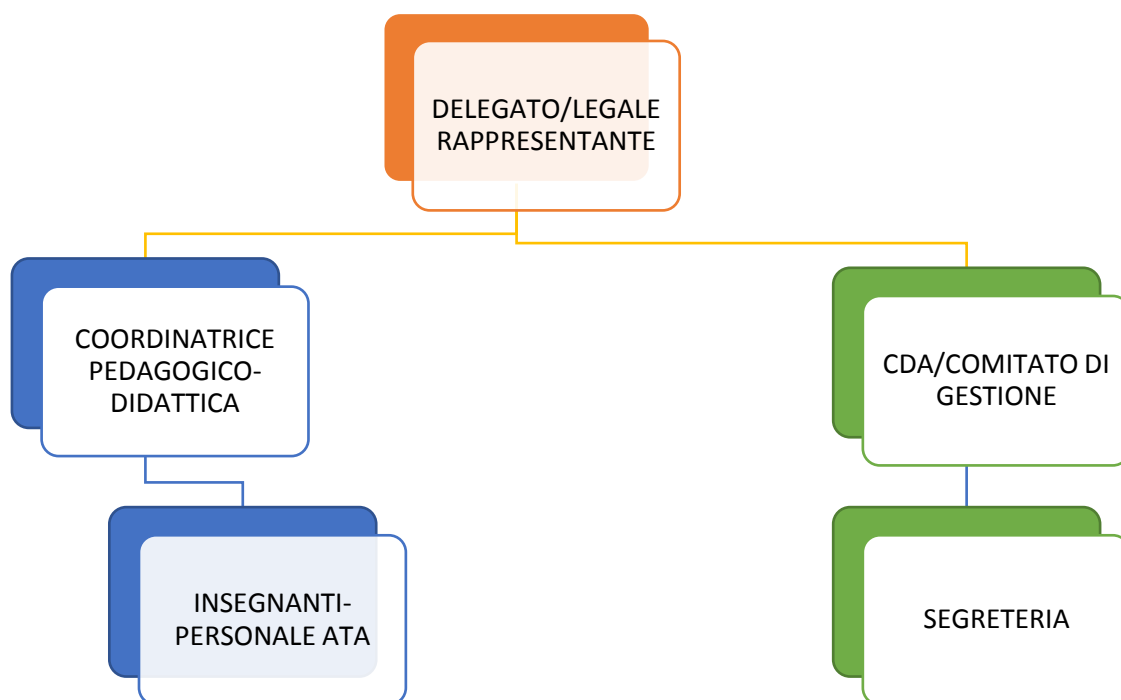 DELEGATO/LEGALE
RAPPRESENTANTE
COORDINATRICE
PEDAGOGICO-
DIDATTICA
CDA/COMITATO DI
GESTIONE
INSEGNANTI-
PERSONALE ATA
SEGRETERIA